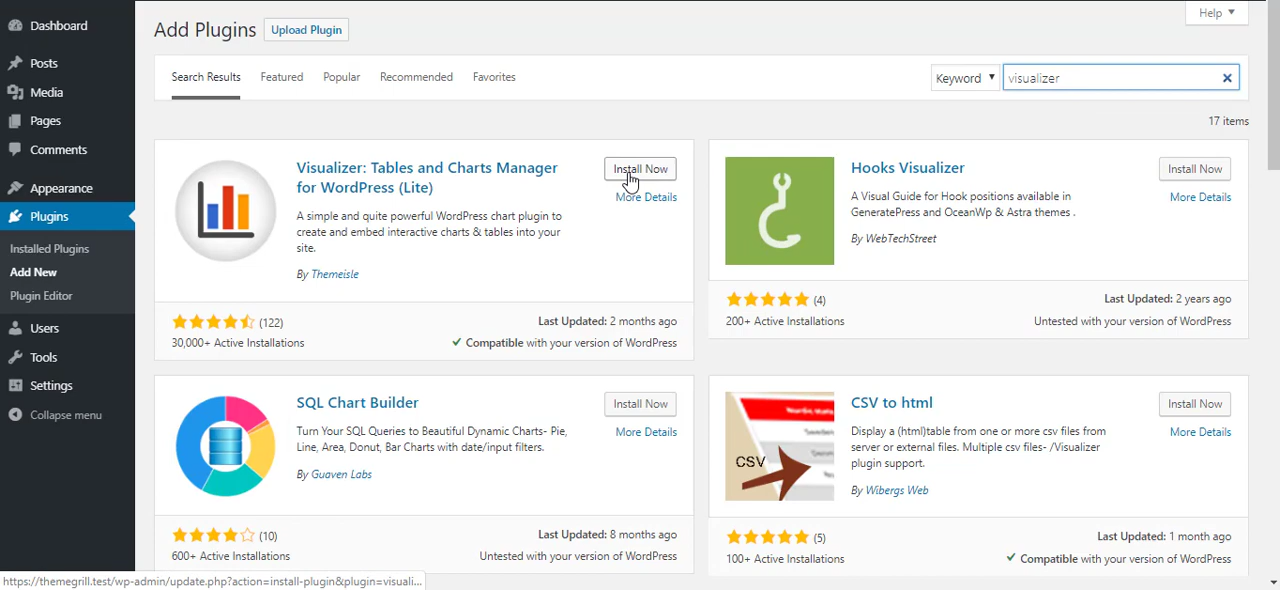 Dashboard
Posts
Media
Pages
Comments
Appearance
Plugins
Installed Plugins
Add New
Plugin Editor
Users
Tools
Settings
Collapse menu
Add Plugins
Upload Plugin
Help ▼
Search Results
Featured
Popular
Recommended
Favorites
Keyword ▼
visualizer
17 items
Visualizer: Tables and Charts Manager
for WordPress (Lite)
Install Now
More Details
A simple and quite powerful WordPress chart plugin to
create and embed interactive charts & tables into your
site.
By Themeisle
(122)
30,000+ Active Installations
Last Updated: 2 months ago
Compatible with your version of WordPress
Hooks Visualizer
Install Now
More Details
A Visual Guide for Hook positions available in
GeneratePress and OceanWp & Astra themes .
By WebTechStreet
(4)
200+ Active Installations
Last Updated: 2 years ago
Untested with your version of WordPress
SQL Chart Builder
Install Now
More Details
Turn Your SQL Queries to Beautiful Dynamic Charts- Pie,
Line, Area, Donut, Bar Charts with date/input filters.
By Guaven Labs
(10)
600+ Active Installations
Last Updated: 8 months ago
Untested with your version of WordPress
CSV
CSV to html
Install Now
More Details
Display a (html)table from one or more csv files from
server or external files. Multiple csv files- /Visualizer
plugin support.
By Wibergs Web
(5)
100+ Active Installations
Last Updated: 1 month ago
Compatible with your version of WordPress
https://themegrill.test/wp-admin/update.php?action=install-plugin&plugin=visuali...